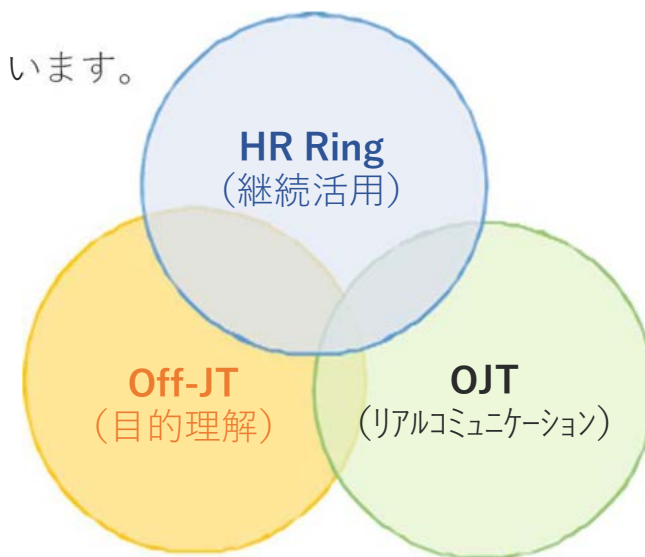 います。
HR Ring
（継続活用）
Off-JT
（目的理解）
OJT
（リアルコミュニケーション）